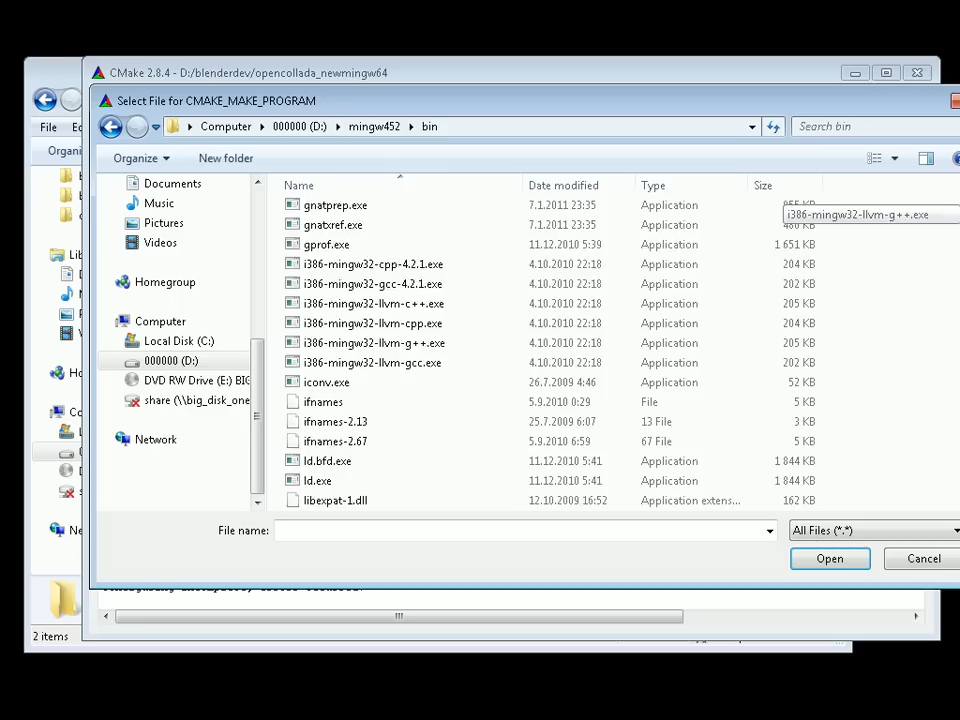 CMake 2.8.4 - D:/blenderdev/opencollada_newmingw64
Select File for CMAKE_MAKE_PROGRAM
Computer 000000 (D:) mingw452 bin
Search bin
File
Organize New folder
Name Date modified Type Size
Documents
Music
Pictures
Videos
Homegroup
Computer
Local Disk (C:)
000000 (D:)
DVD RW Drive (E:) BIG
share (\\big_disk_one
Network
gnatprep.exe 7.1.2011 23:35 Application
i386-mingw32-llvm-g++.exe
gnatxref.exe 7.1.2011 23:35 Application
gprof.exe 11.12.2010 5:39 Application 1 651 KB
i386-mingw32-cpp-4.2.1.exe 4.10.2010 22:18 Application 204 KB
i386-mingw32-gcc-4.2.1.exe 4.10.2010 22:18 Application 202 KB
i386-mingw32-llvm-c++.exe 4.10.2010 22:18 Application 205 KB
i386-mingw32-llvm-cpp.exe 4.10.2010 22:18 Application 204 KB
i386-mingw32-llvm-g++.exe 4.10.2010 22:18 Application 205 KB
i386-mingw32-llvm-gcc.exe 4.10.2010 22:18 Application 202 KB
iconv.exe 26.7.2009 4:46 Application 52 KB
ifnames 5.9.2010 0:29 File 5 KB
ifnames-2.13 25.7.2009 6:07 13 File 3 KB
ifnames-2.67 5.9.2010 6:59 67 File 5 KB
ld.bfd.exe 11.12.2010 5:41 Application 1 844 KB
ld.exe 11.12.2010 5:41 Application 1 844 KB
libexpat-1.dll 12.10.2009 16:52 Application extens... 162 KB
File name: All Files (*.*)
Open Cancel
2 items